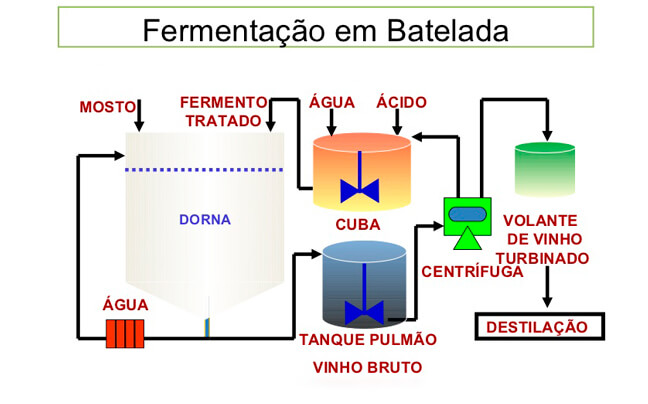 Fermentação em Batelada
MOSTO
FERMENTO
TRATADO
ÁGUA
ÁCIDO
DORNA
CUBA
VOLANTE
DE VINHO
TURBINADO
CENTRÍFUGA
ÁGUA
TANQUE PULMÃO
VINHO BRUTO
DESTILAÇÃO